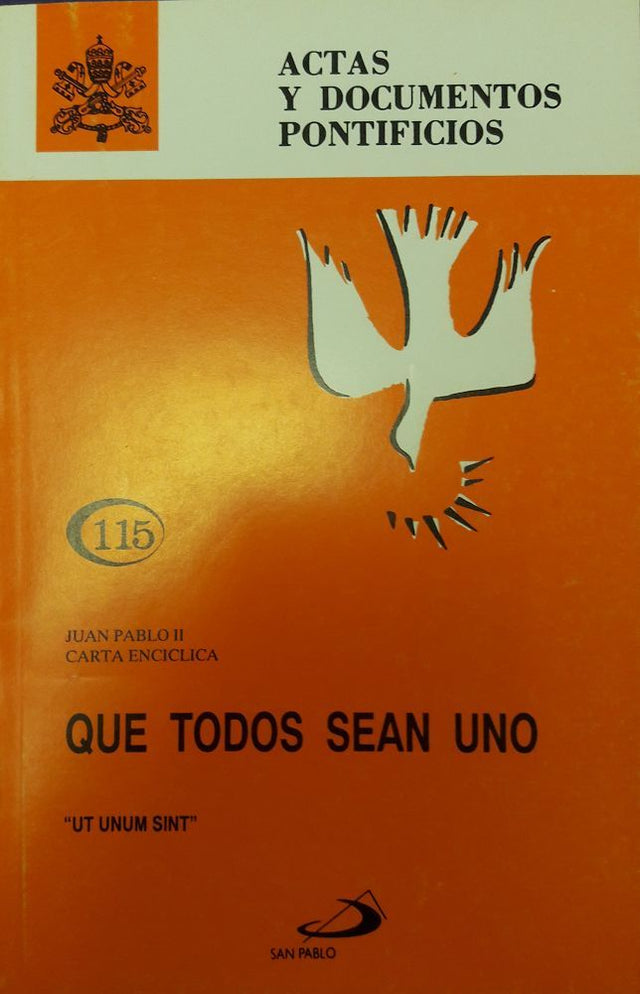 ACTAS
Y DOCUMENTOS
PONTIFICIOS
115
JUAN PABLO II
CARTA ENCICLICA
QUE TODOS SEAN UNO
"UT UNUM SINT"
SAN PABLO